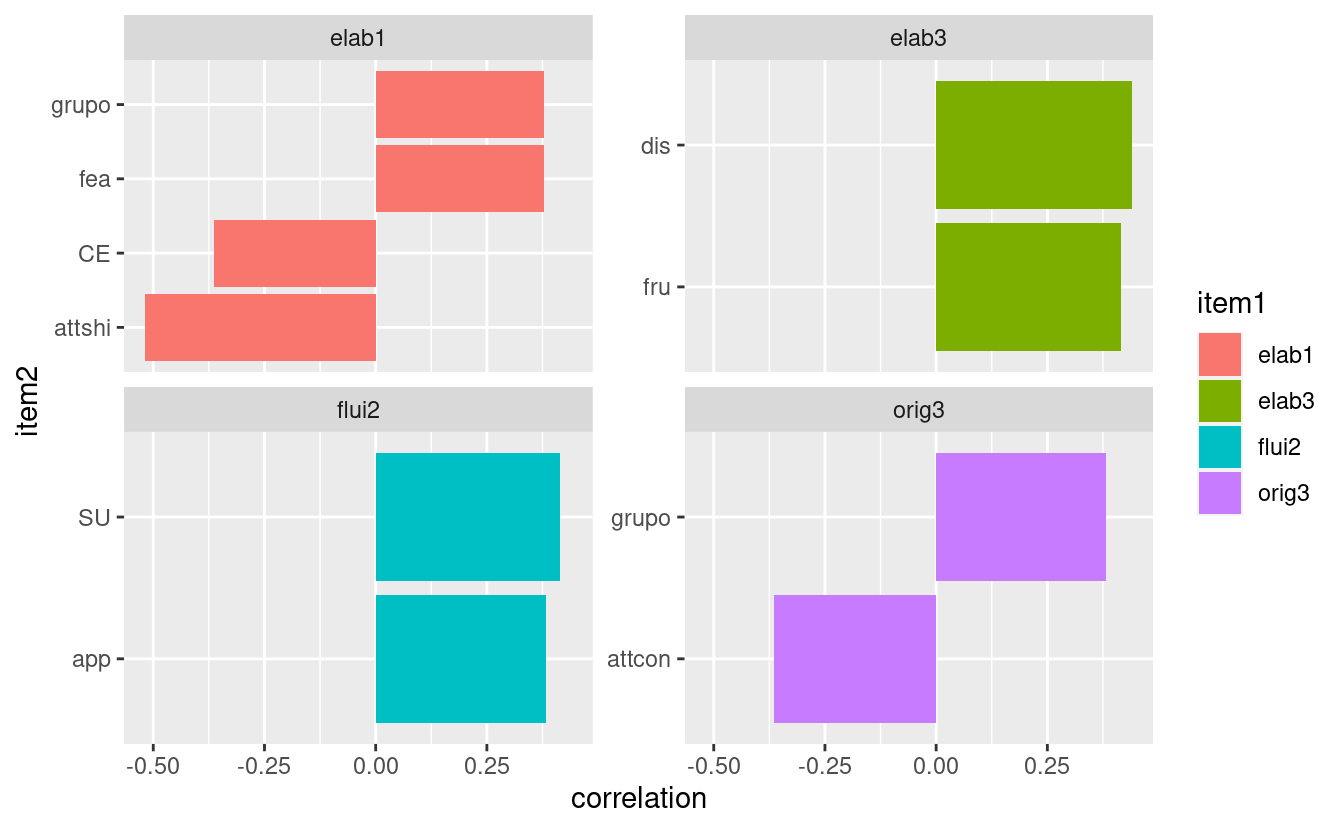 elab1
elab3
grupo
fea
CE
attshi
dis
fru
flui2
orig3
SU
app
grupo
attcon
-0.50
-0.25
0.00
0.25
-0.50
-0.25
0.00
0.25
correlation
item2
item1
elab1
elab3
flui2
orig3